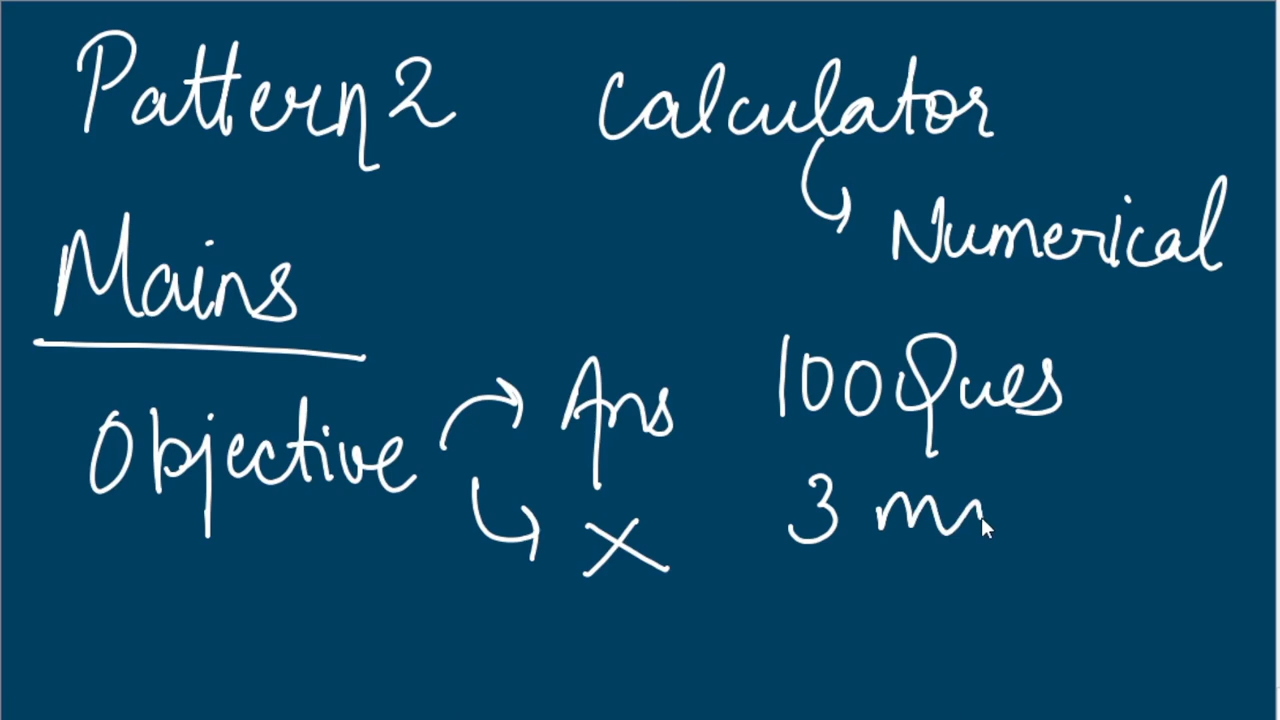 Pattern 2 Calculator
Numerical
Mains
100 Ques
Objective Ans
3
X